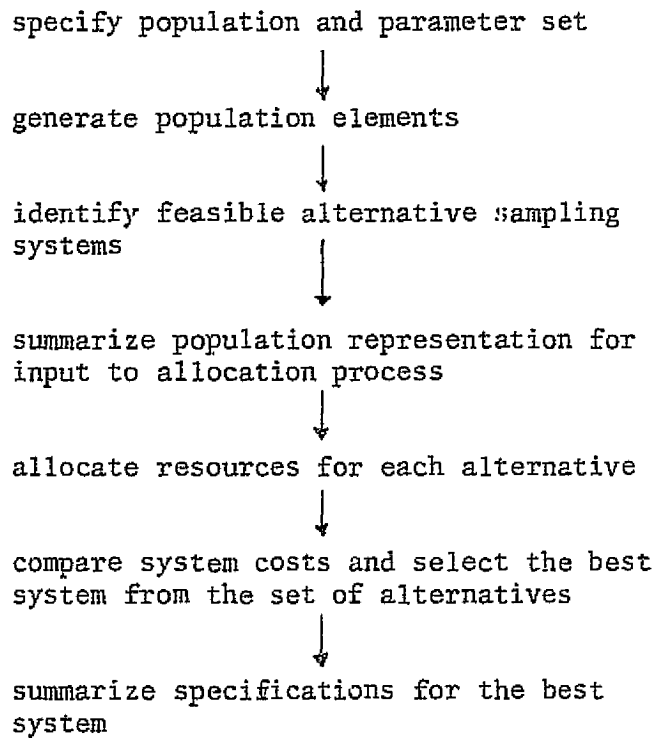 specify population and parameter set
generate population elements
identify feasible alternative sampling
systems
summarize population representation for
input to allocation process
allocate resources for each alternative
compare system costs and select the best
system from the set of alternatives
summarize specifications for the best
system